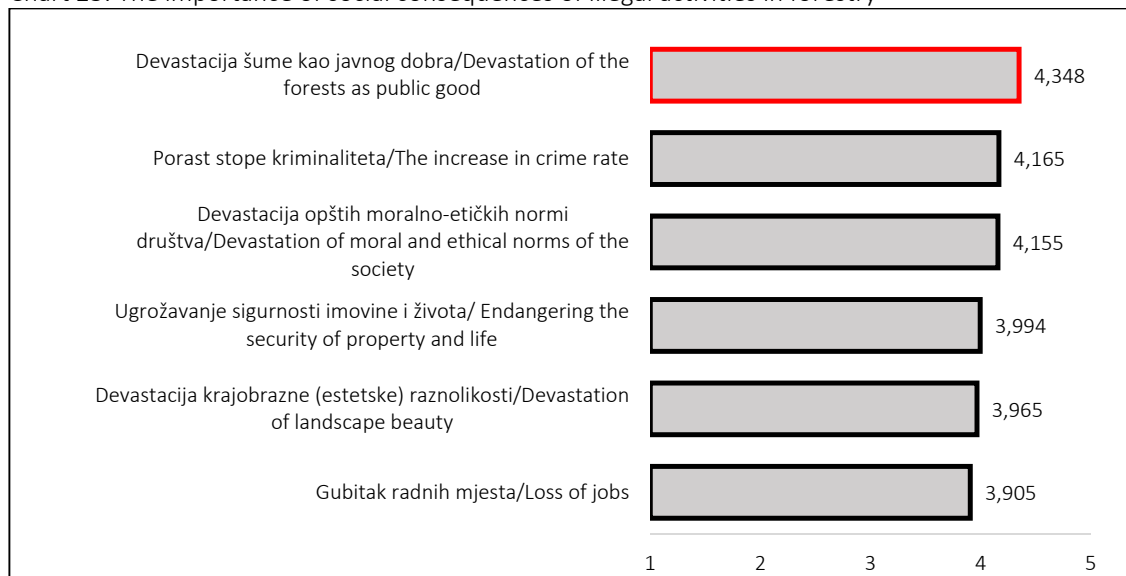 Devastacija šume kao javnog dobra/Devastation of the
forests as public good
4,348
Porast stope kriminaliteta/The increase in crime rate
4,165
Devastacija opštih moralno-etičkih normi
društva/Devastation of moral and ethical norms of the
society
4,155
Ugrožavanje sigurnosti imovine i života/ Endangering the
security of property and life
3,994
Devastacija krajobrazne (estetske) raznolikosti/Devastation
of landscape beauty
3,965
Gubitak radnih mjesta/Loss of jobs
3,905
1 2 3 4 5